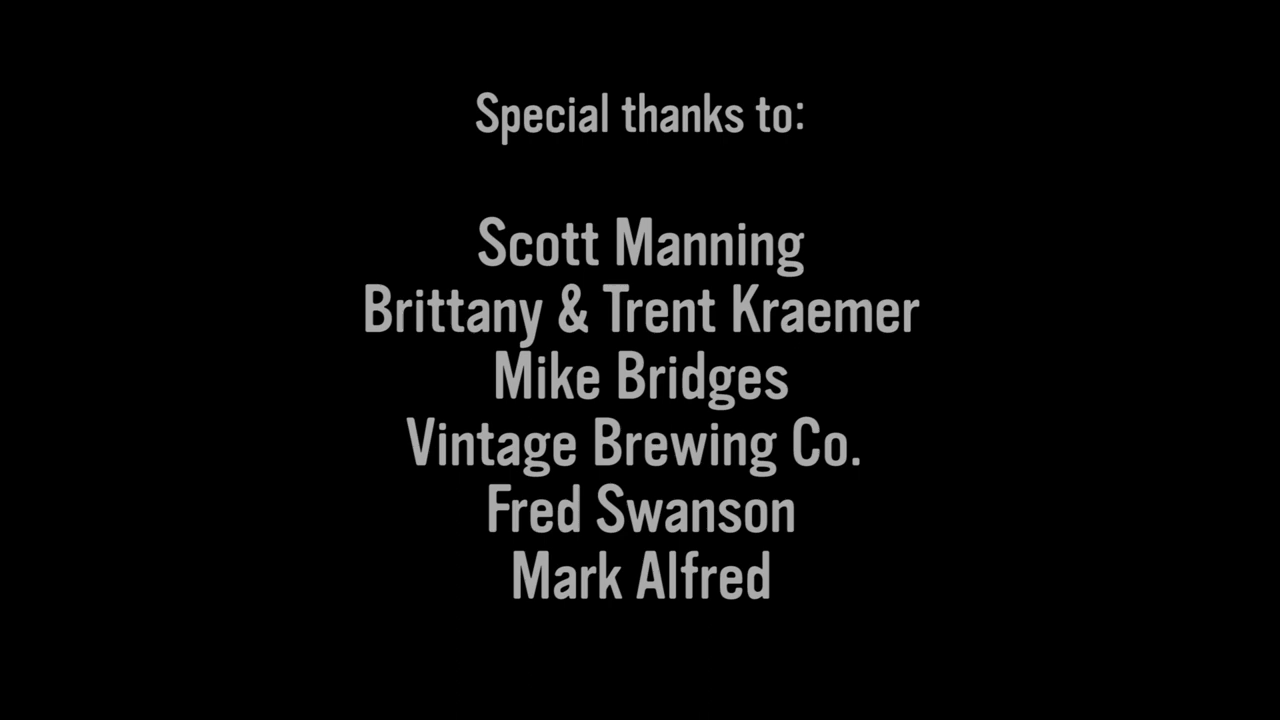 Special thanks to:
Scott Manning
Brittany & Trent Kraemer
Mike Bridges
Vintage Brewing Co.
Fred Swanson
Mark Alfred